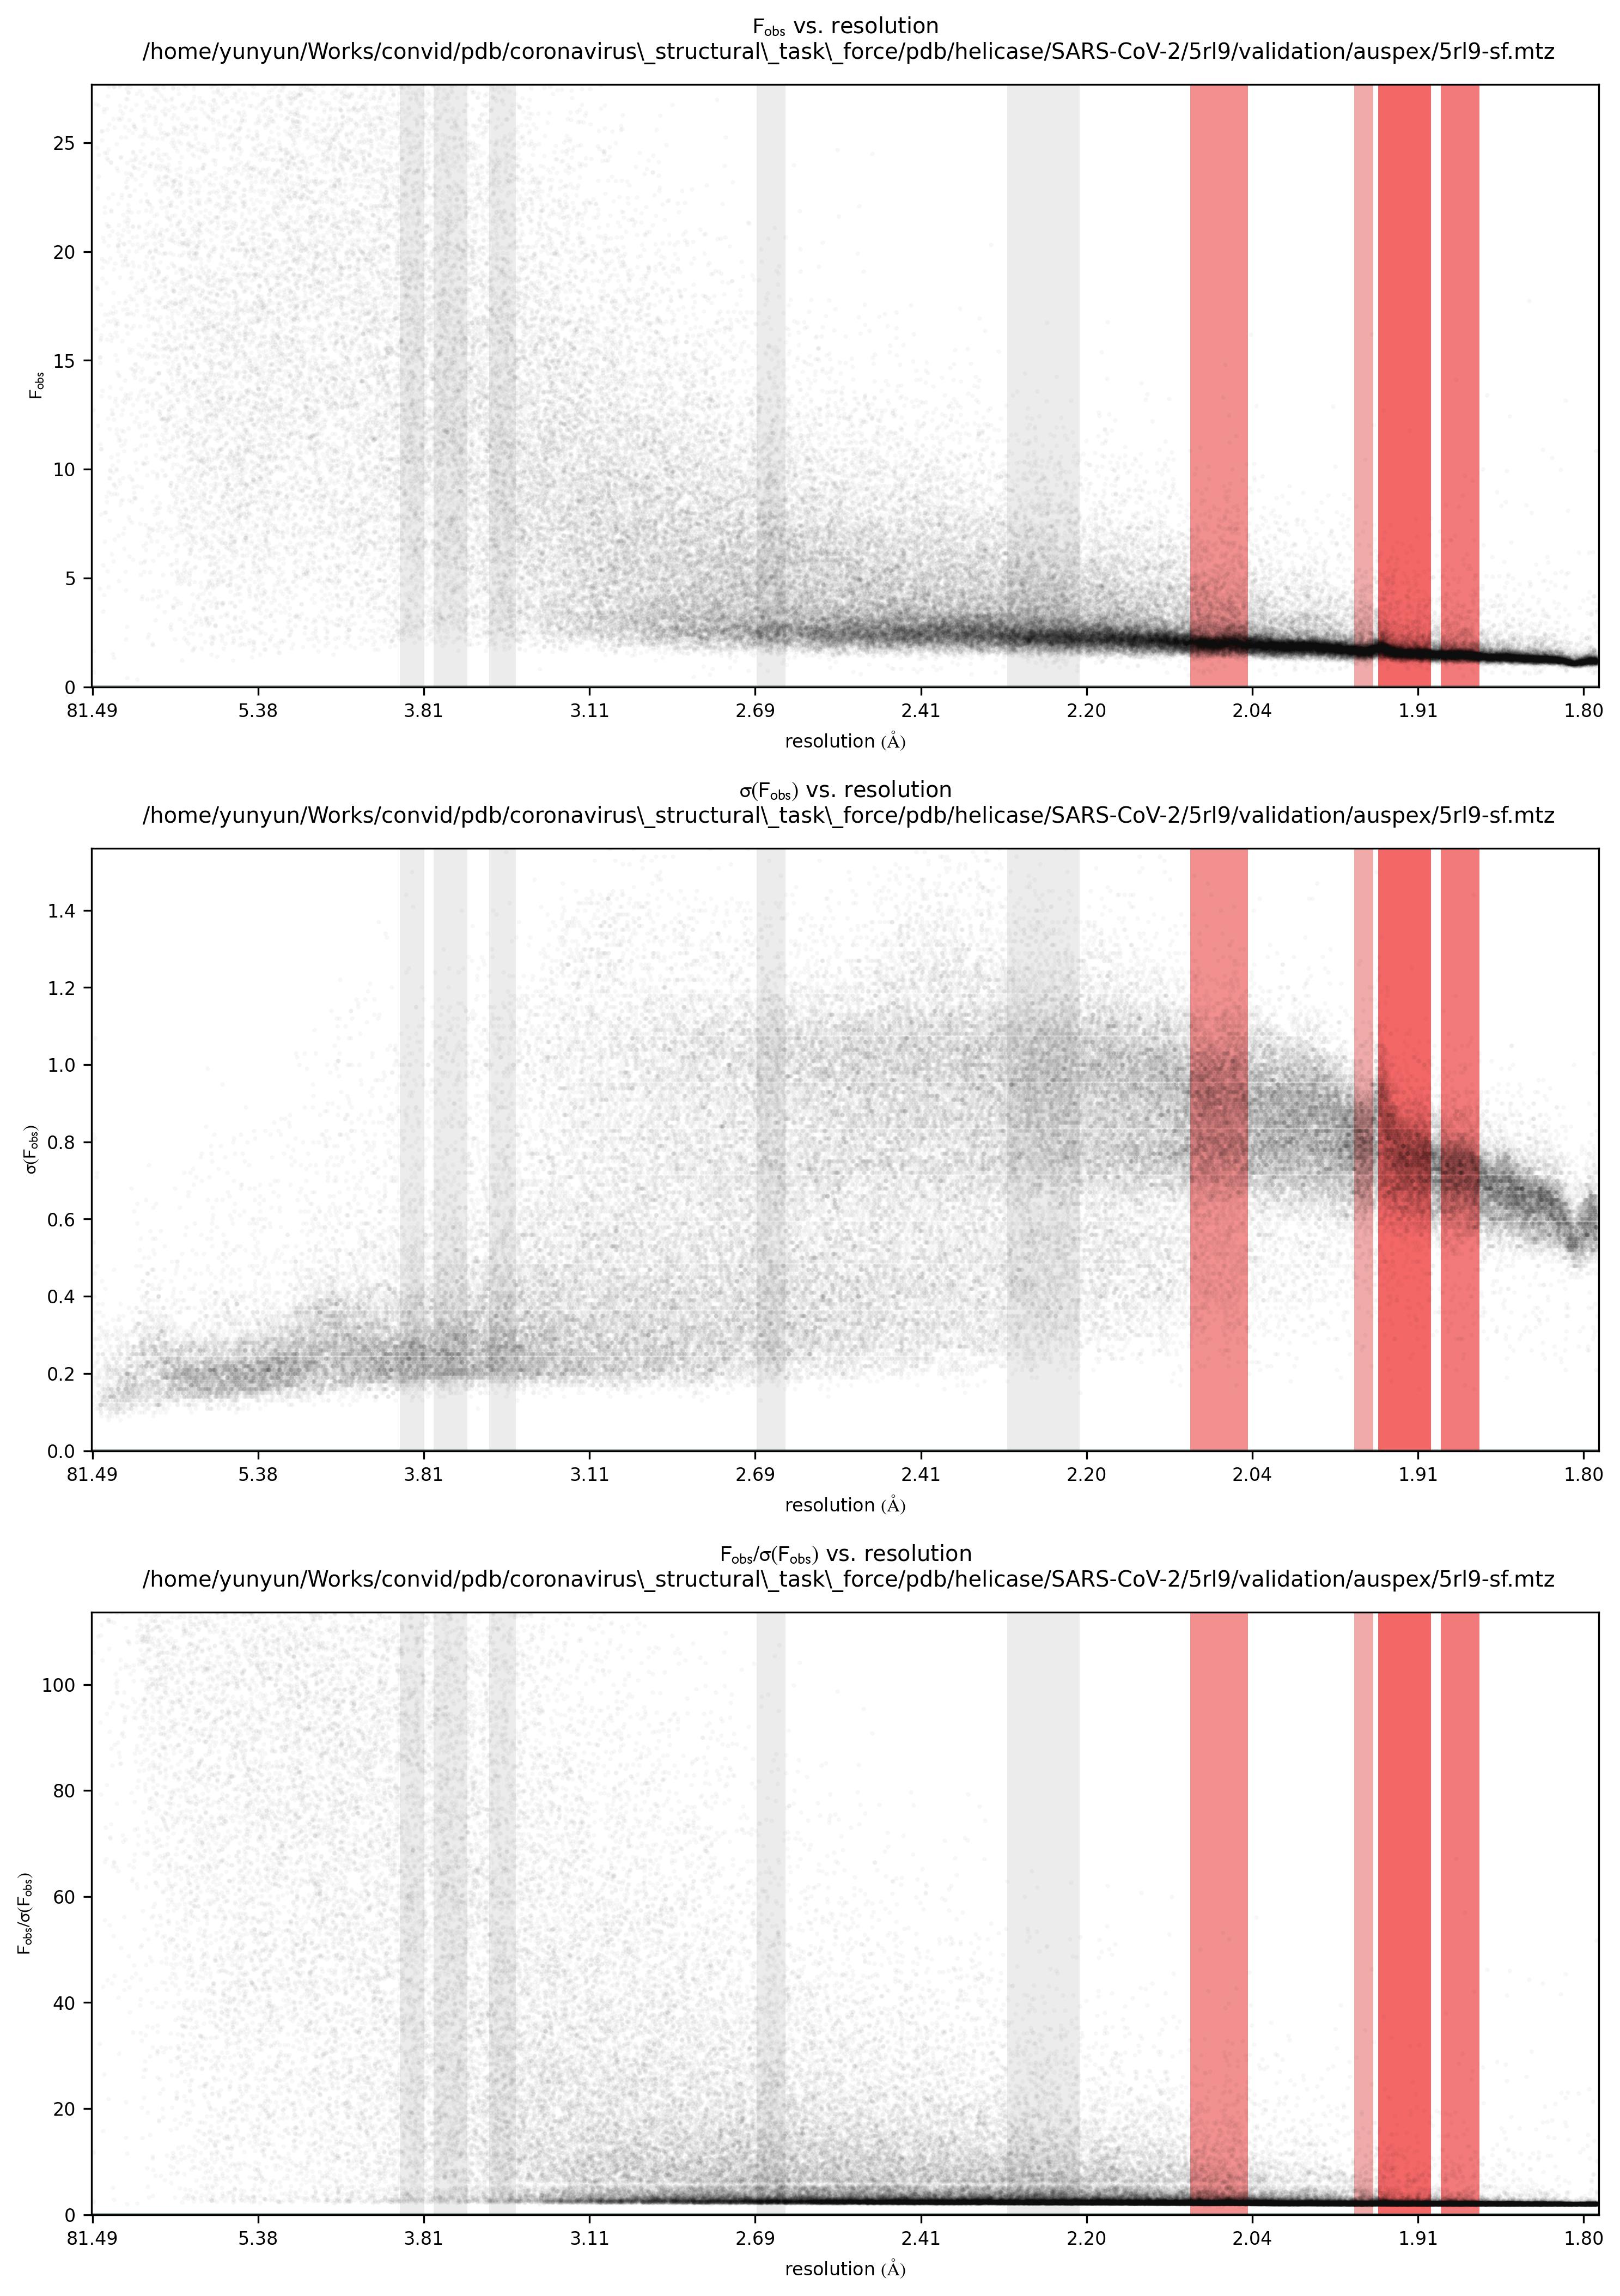 Fobs vs. resolution
/home/yunyun/Works/convid/pdb/coronavirus\_structural\_task\_force/pdb/helicase/SARS-CoV-2/5rl9/validation/auspex/5rl9-sf.mtz
25
20
15
10
5
0
Fobs
81.49 5.38 3.81 3.11 2.69 2.41 2.20 2.04 1.91 1.80
resolution (Å)
σ(Fobs) vs. resolution
/home/yunyun/Works/convid/pdb/coronavirus\_structural\_task\_force/pdb/helicase/SARS-CoV-2/5rl9/validation/auspex/5rl9-sf.mtz
1.4
1.2
1.0
0.8
0.6
0.4
0.2
0.0
σ(Fobs)
81.49 5.38 3.81 3.11 2.69 2.41 2.20 2.04 1.91 1.80
resolution (Å)
Fobs/σ(Fobs) vs. resolution
/home/yunyun/Works/convid/pdb/coronavirus\_structural\_task\_force/pdb/helicase/SARS-CoV-2/5rl9/validation/auspex/5rl9-sf.mtz
100
80
60
40
20
0
Fobs/σ(Fobs)
81.49 5.38 3.81 3.11 2.69 2.41 2.20 2.04 1.91 1.80
resolution (Å)